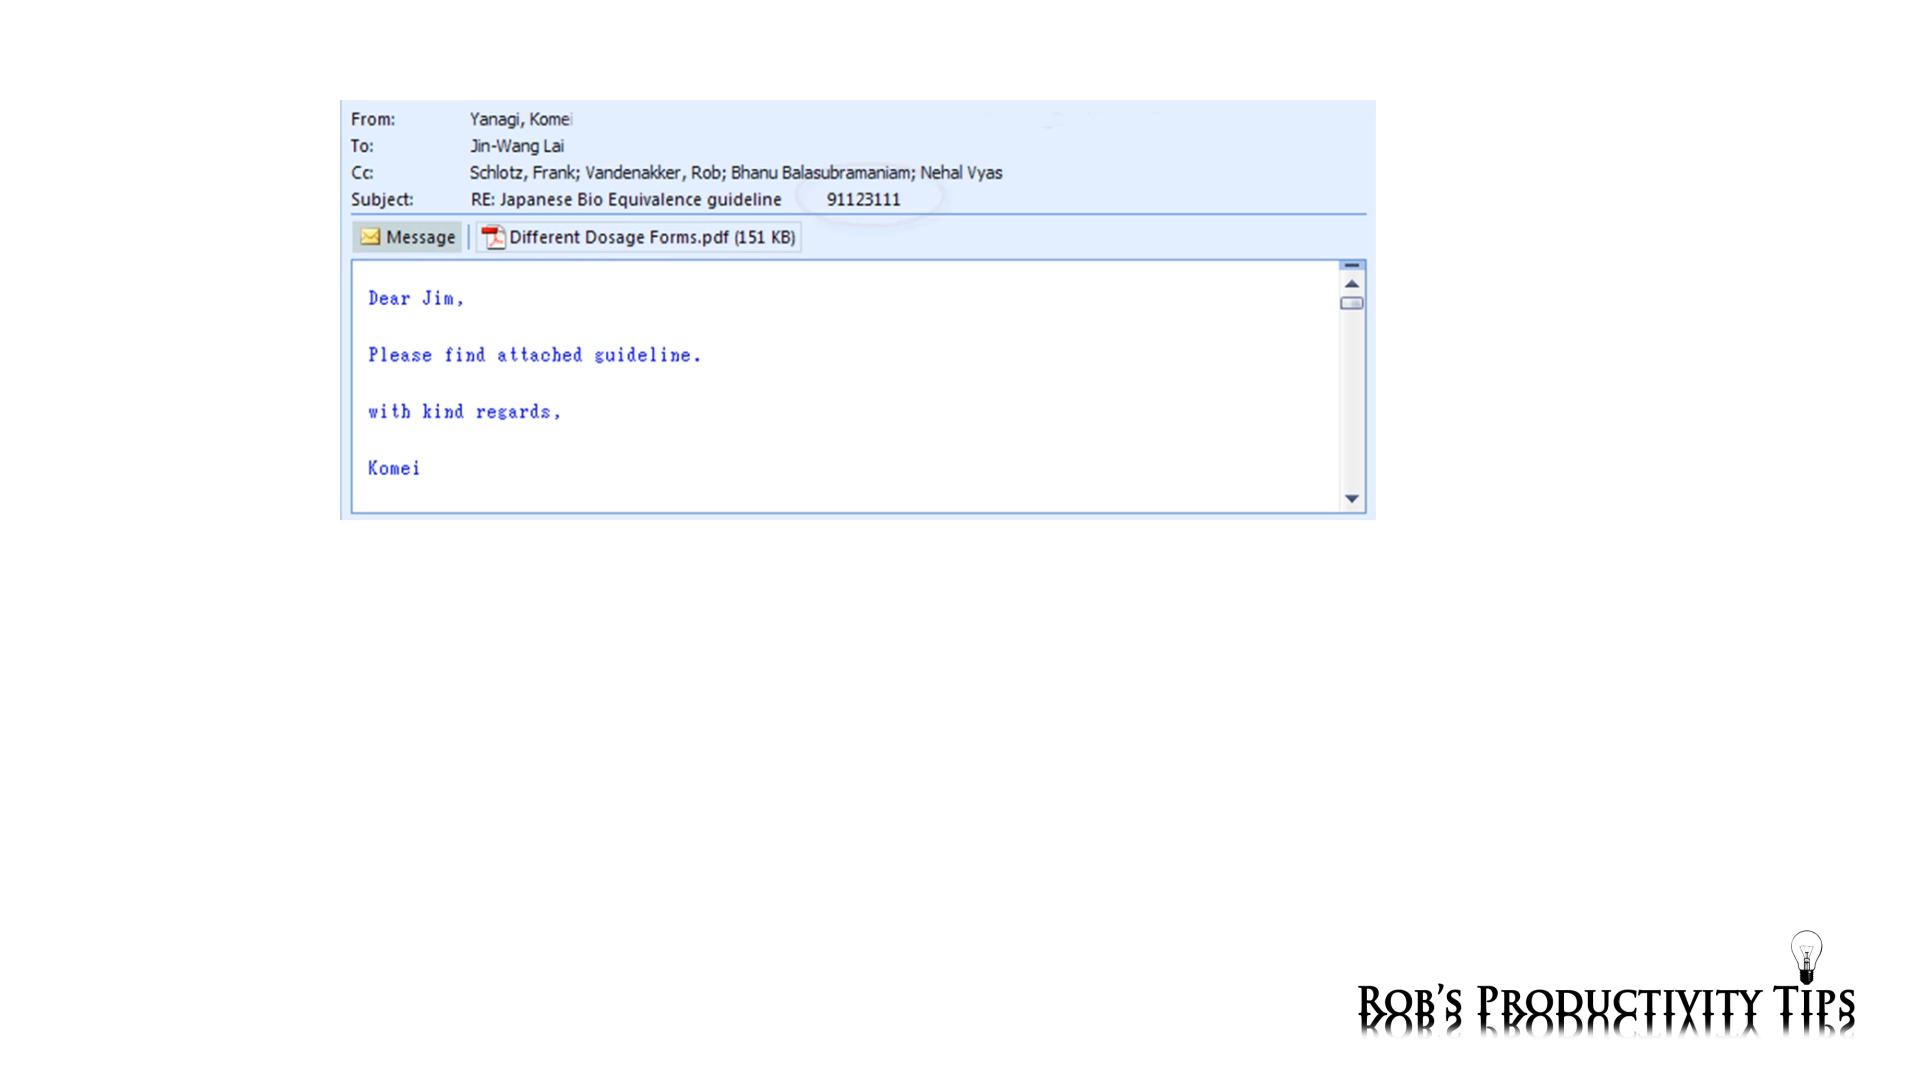 From: Yanagi, Komei
To: Jin-Wang Lai
Cc: Schlotz, Frank; Vandenakker, Rob; Bhanu Balasubramaniam; Nehal Vyas
Subject: RE: Japanese Bio Equivalence guideline 91123111
Message Different Dosage Forms.pdf (151 KB)
Dear Jim,
Please find attached guideline.
with kind regards,
Komei
Rob's Productivity Tips